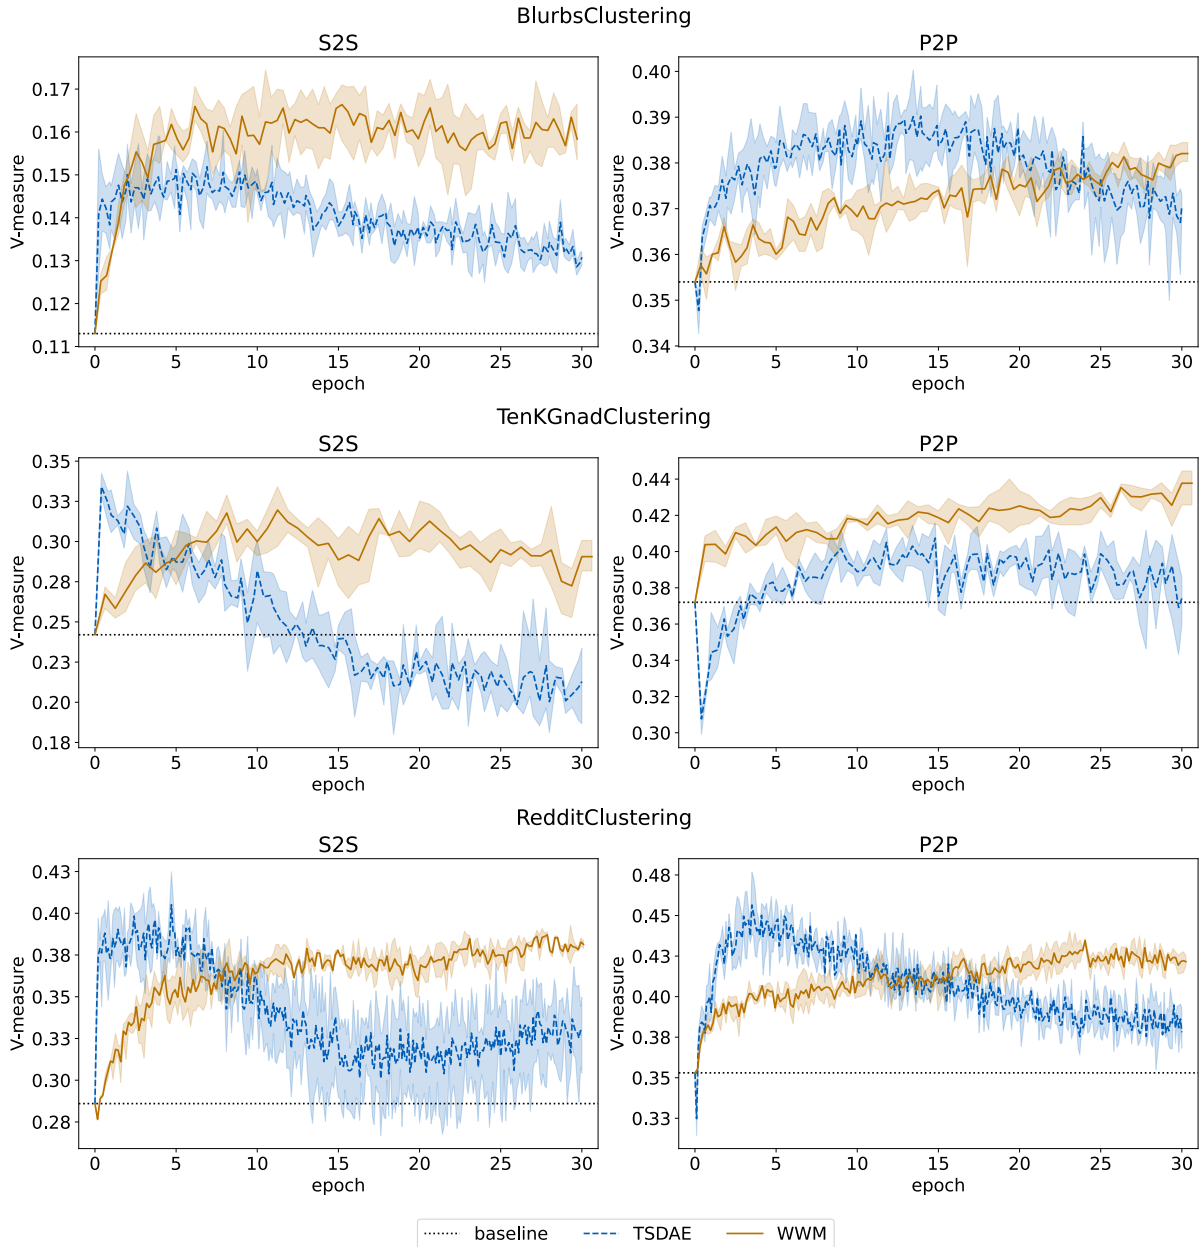 BlurbsClustering
S2S
P2P
V-measure
0.17
0.16
0.15
0.14
0.13
0.12
0.11
0 5 10 15 20 25 30
epoch
V-measure
0.40
0.39
0.38
0.37
0.36
0.35
0.34
0 5 10 15 20 25 30
epoch
TenKGnadClustering
S2S
P2P
V-measure
0.35
0.33
0.30
0.28
0.25
0.23
0.20
0.18
0 5 10 15 20 25 30
epoch
V-measure
0.44
0.42
0.40
0.38
0.36
0.34
0.32
0.30
0 5 10 15 20 25 30
epoch
RedditClustering
S2S
P2P
V-measure
0.43
0.40
0.38
0.35
0.33
0.30
0.28
0 5 10 15 20 25 30
epoch
V-measure
0.48
0.45
0.43
0.40
0.38
0.35
0.33
0 5 10 15 20 25 30
epoch
baseline TSDAE WWM